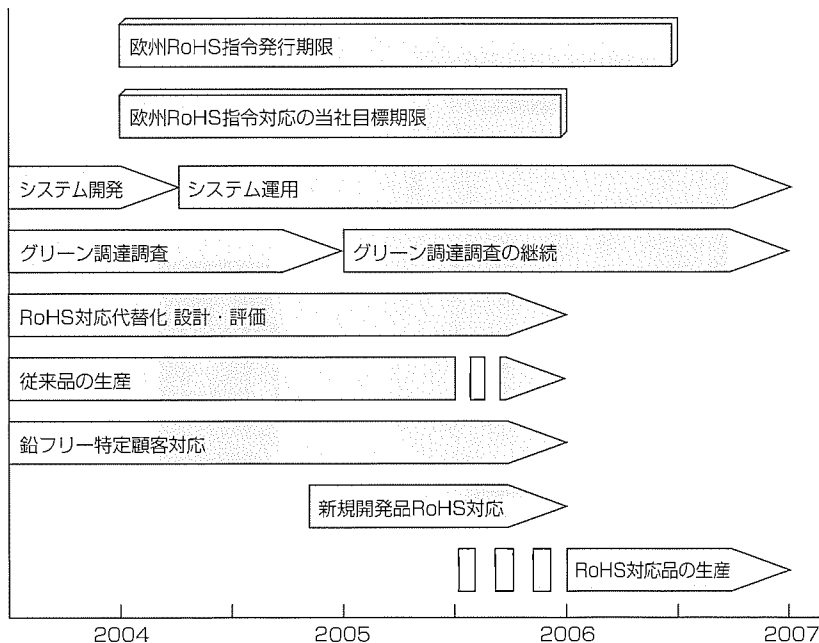 欧州RoHS指令発行期限
欧州RoHS指令対応の当社目標期限
システム開発
システム運用
グリーン調達調査
グリーン調達調査の継続
RoHS対応代替化 設計・評価
従来品の生産
鉛フリー特定顧客対応
新規開発品RoHS対応
RoHS対応品の生産
2004
2005
2006
2007